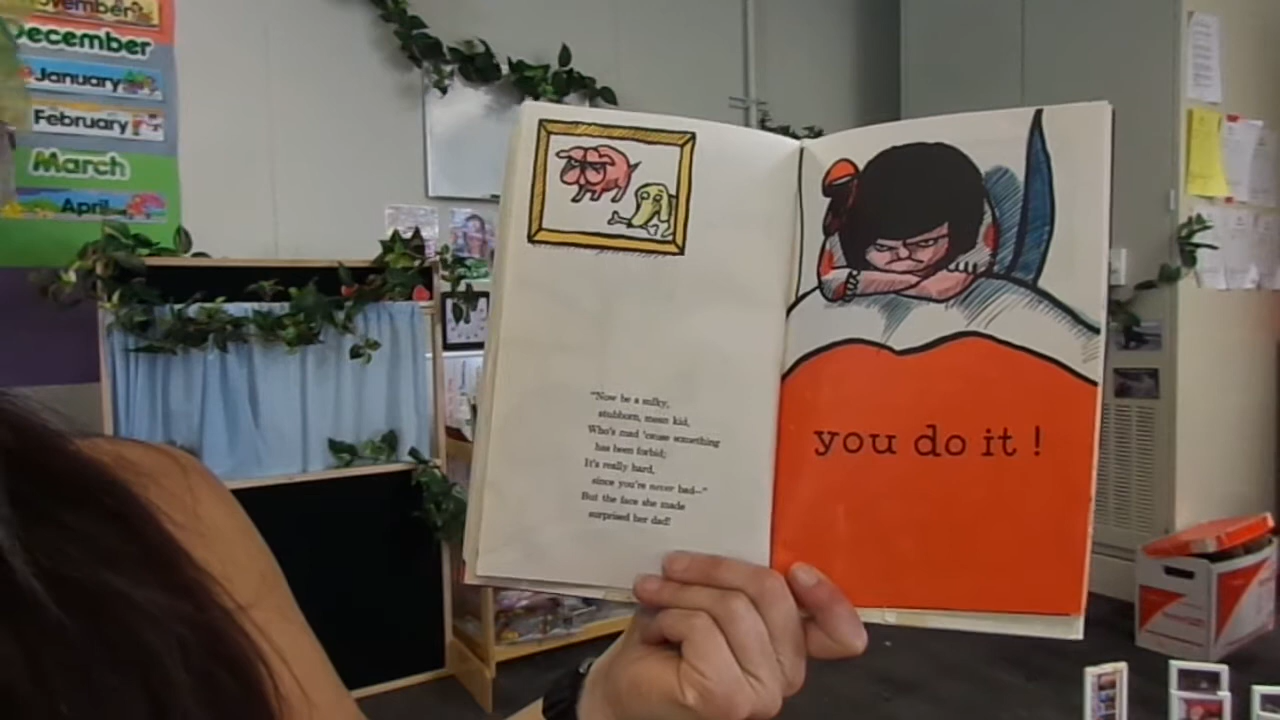 November
December
January
February
March
April
"Now be a sulky,
stubborn, mean kid,
Who's mad 'cause something
has been forbid;
It's really hard,
since you're never bad—"
But the face she made
surprised her dad!
you do it!